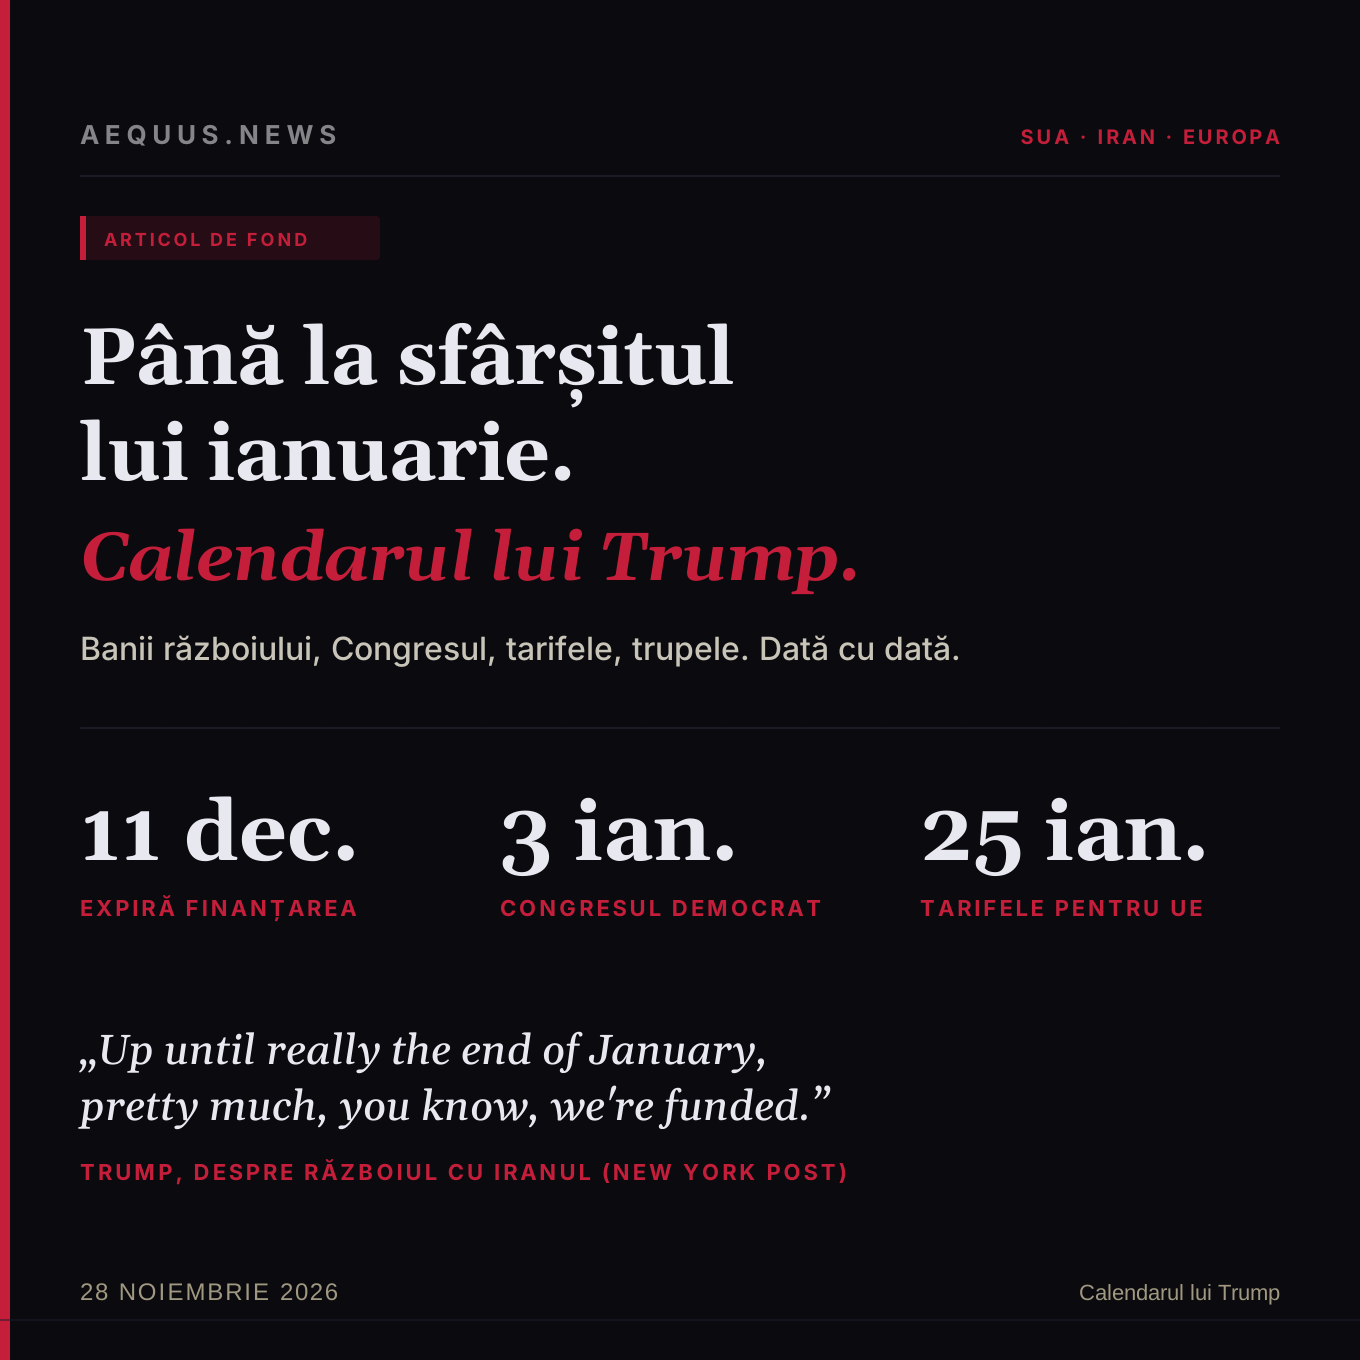 AEQUUS.NEWS
SUA · IRAN · EUROPA
ARTICOL DE FOND
Până la sfârșitul
lui ianuarie.
Calendarul lui Trump.
Banii războiului, Congresul, tarifele, trupele. Dată cu dată.
11 dec.
EXPIRĂ FINANȚAREA
3 ian.
CONGRESUL DEMOCRAT
25 ian.
TARIFELE PENTRU UE
„Up until really the end of January,
pretty much, you know, we're funded.”
TRUMP, DESPRE RĂZBOIUL CU IRANUL (NEW YORK POST)
28 NOIEMBRIE 2026
Calendarul lui Trump